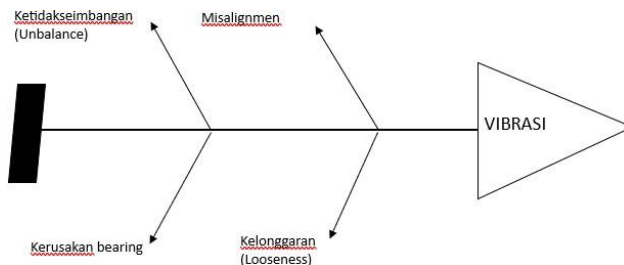 Ketidakseimbangan
(Unbalance)
Misalignmen
VIBRASI
Kerusakan bearing
Kelonggaran
(Looseness)